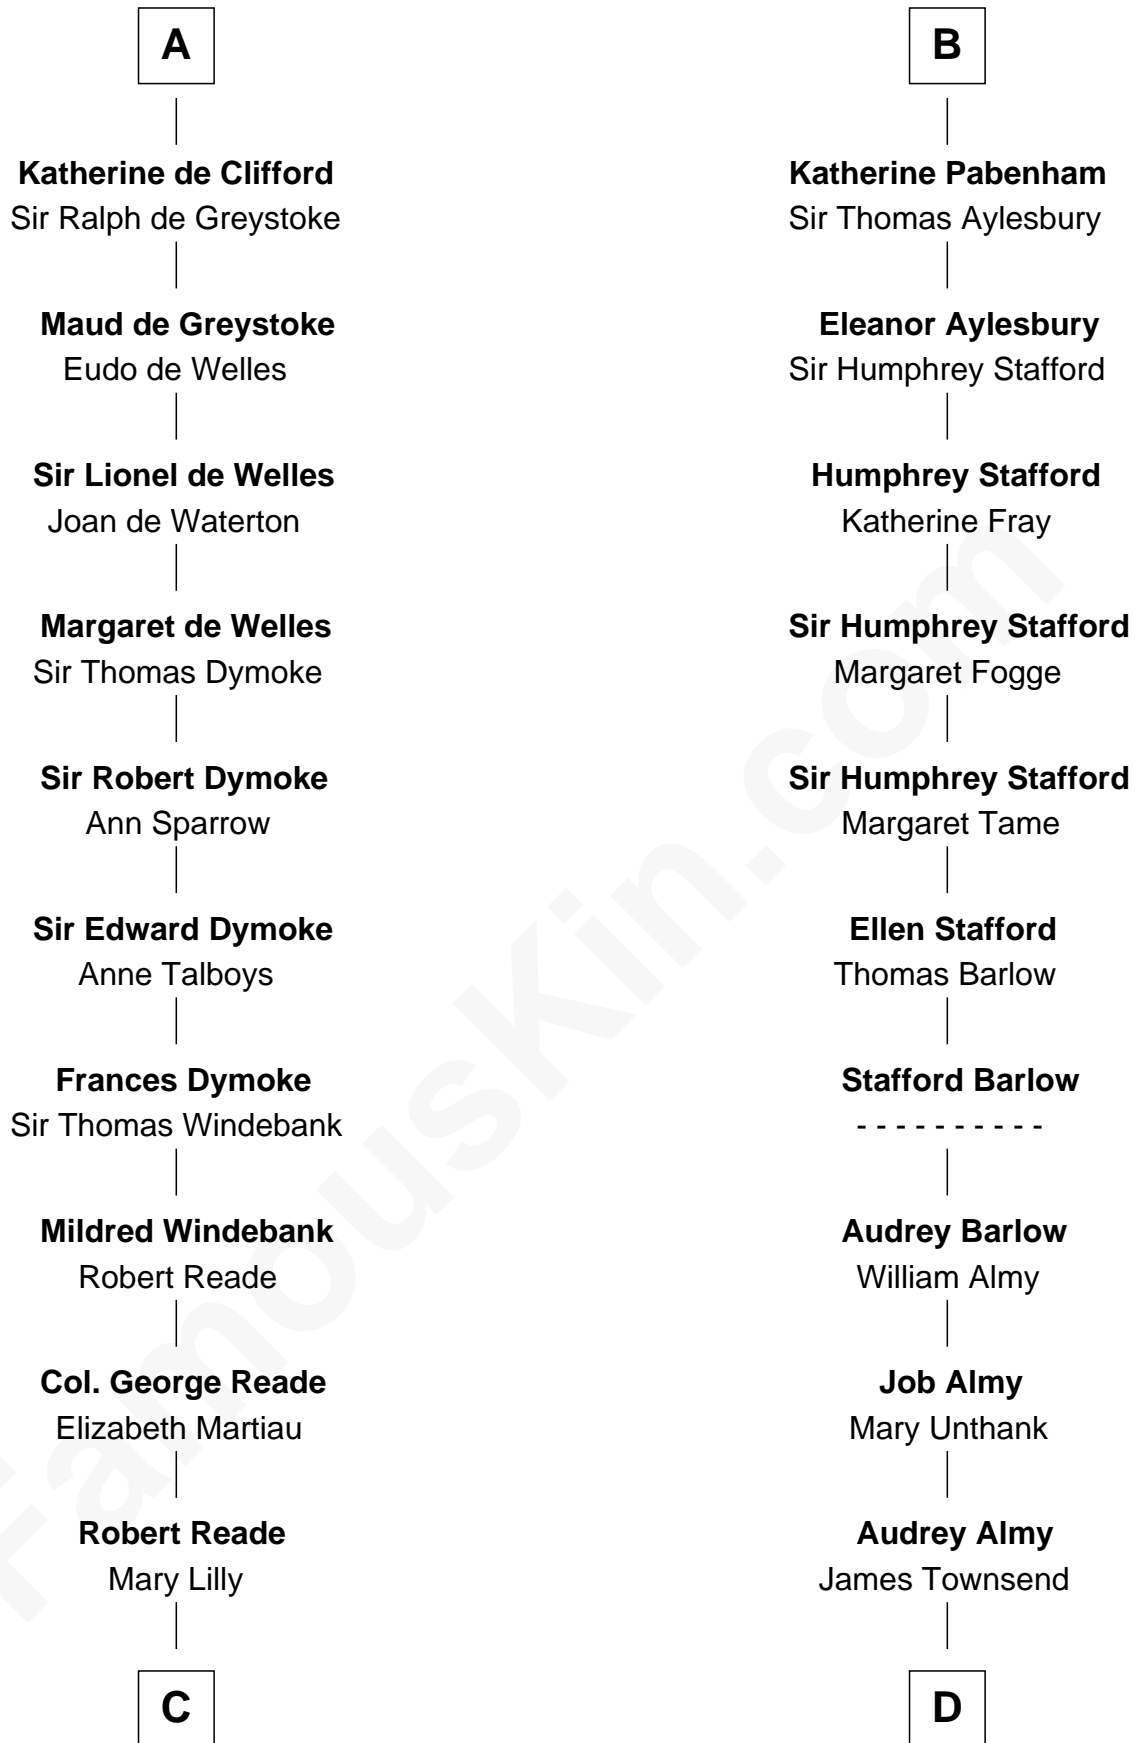 A
Katherine de Clifford
Sir Ralph de Greystoke
Maud de Greystoke
Eudo de Welles
Sir Lionel de Welles
Joan de Waterton
Margaret de Welles
Sir Thomas Dymoke
Sir Robert Dymoke
Ann Sparrow
Sir Edward Dymoke
Anne Talboys
Frances Dymoke
Sir Thomas Windebank
Mildred Windebank
Robert Reade
Col. George Reade
Elizabeth Martiau
Robert Reade
Mary Lilly
C
B
Katherine Pabenham
Sir Thomas Aylesbury
Eleanor Aylesbury
Sir Humphrey Stafford
Humphrey Stafford
Katherine Fray
Sir Humphrey Stafford
Margaret Fogge
Sir Humphrey Stafford
Margaret Tame
Ellen Stafford
Thomas Barlow
Stafford Barlow
- - - - - - - - - -
Audrey Barlow
William Almy
Job Almy
Mary Unthank
Audrey Almy
James Townsend
D
FamousKin.com